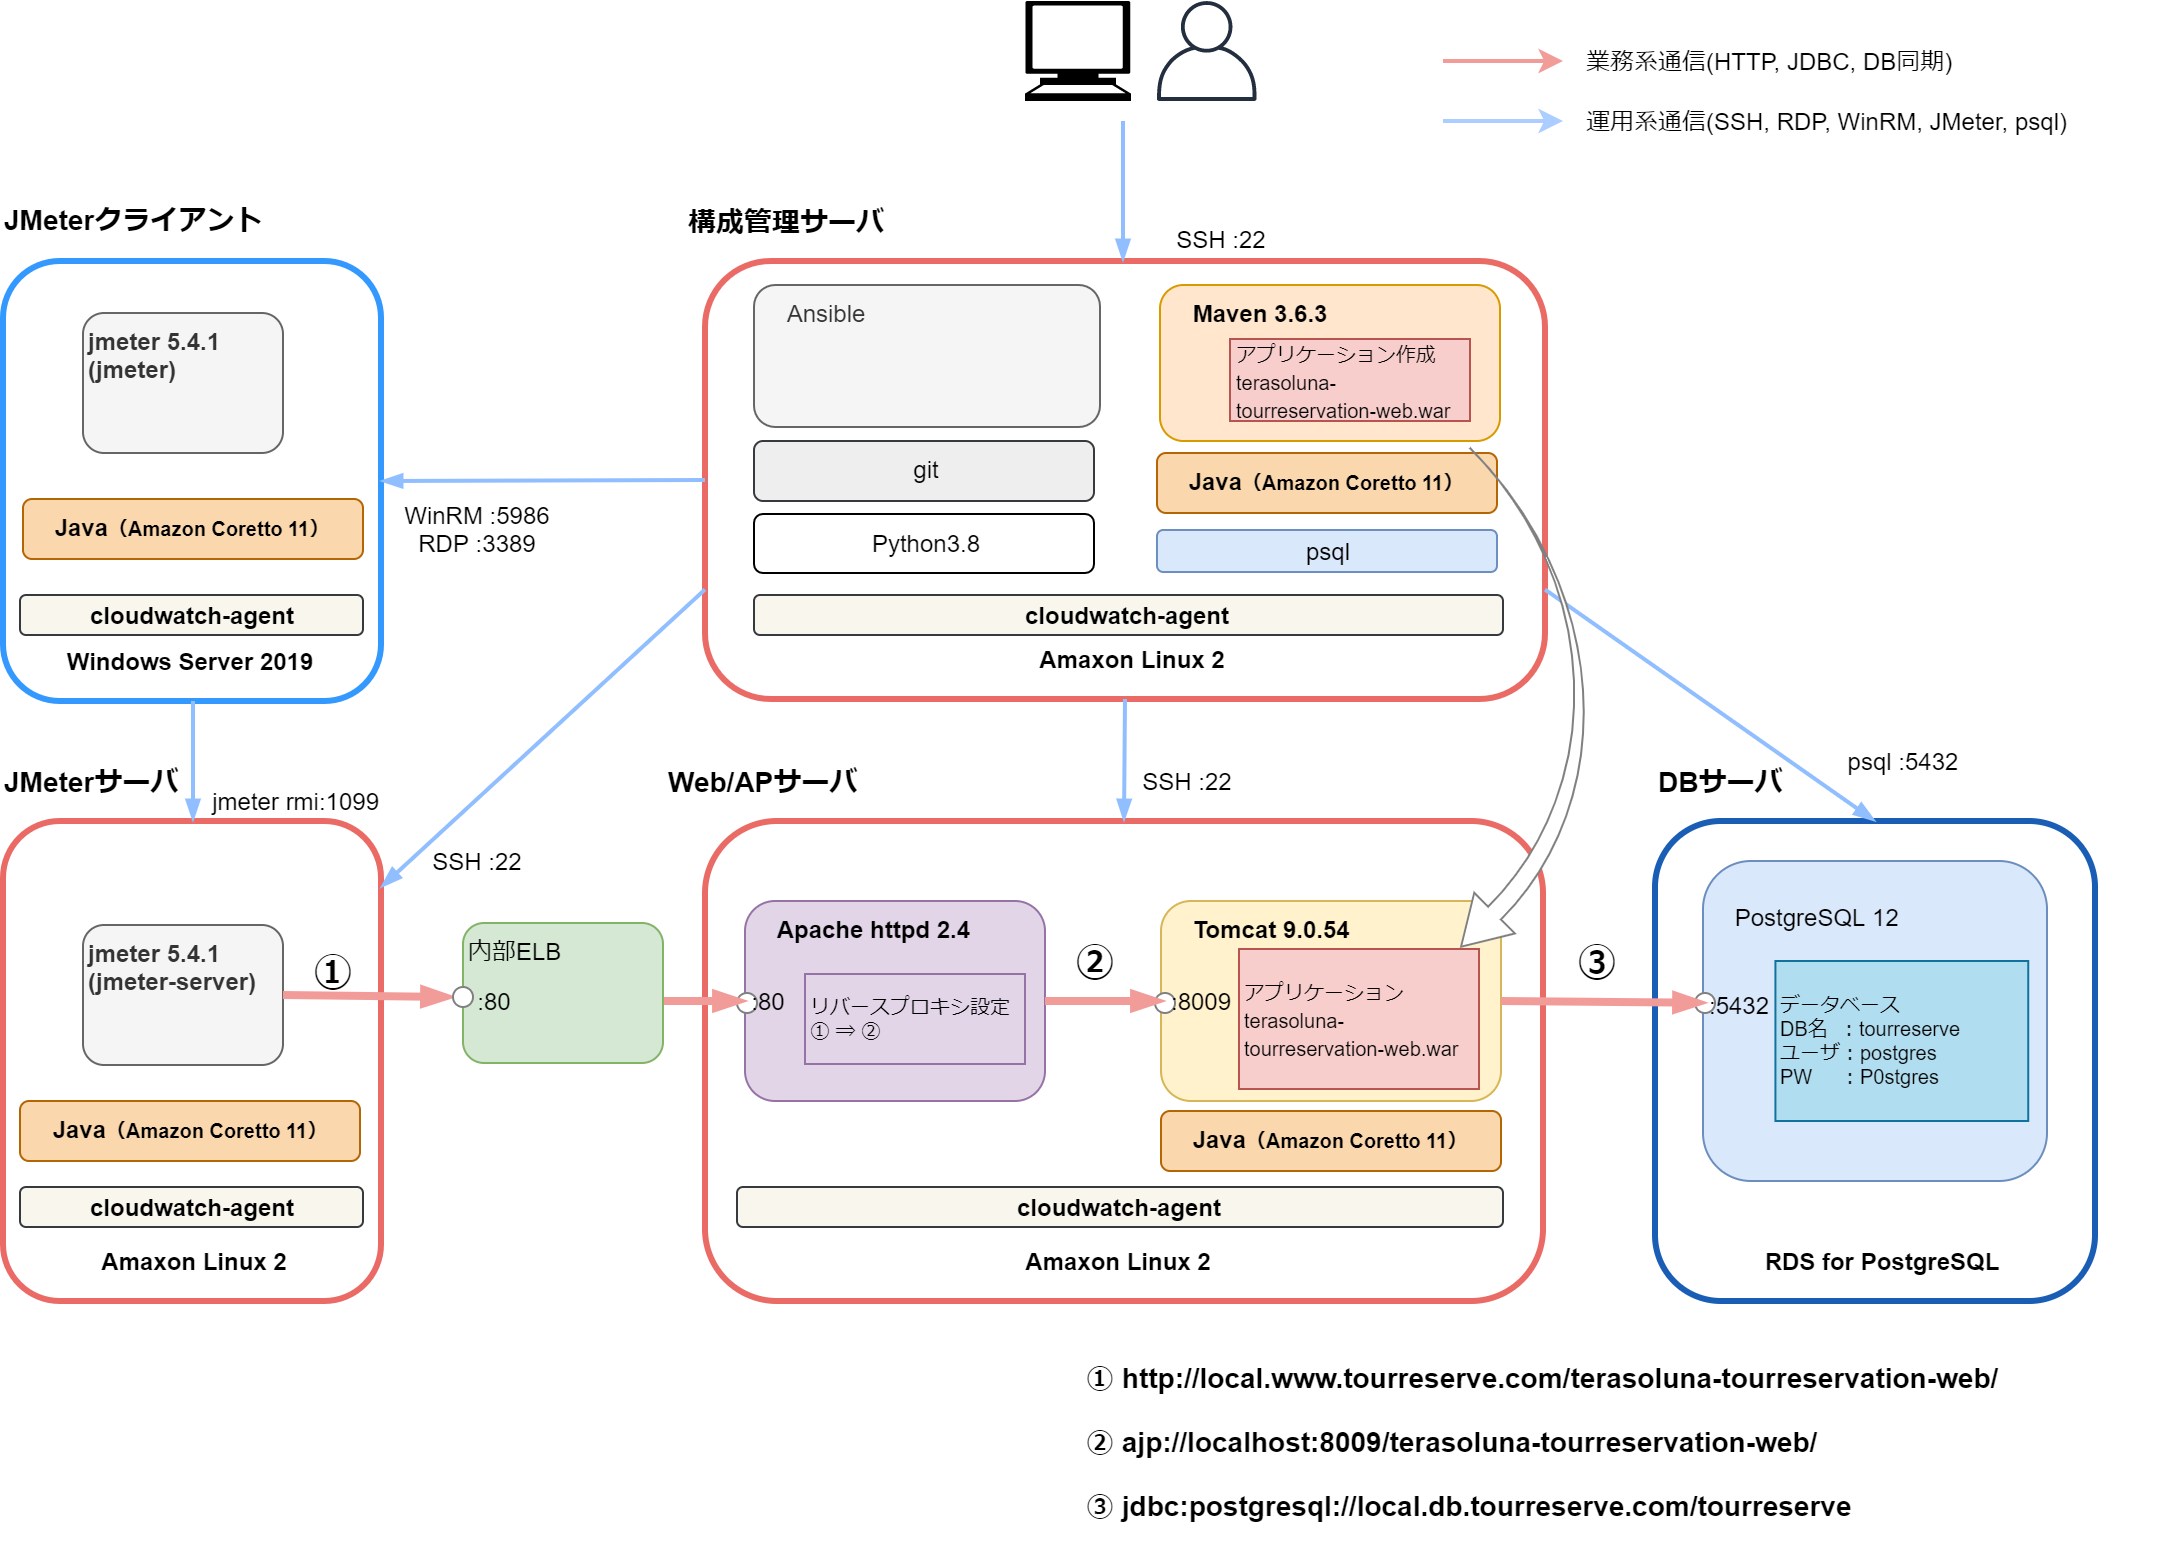 業務系通信(HTTP, JDBC, DB同期)
運用系通信(SSH, RDP, WinRM, JMeter, psql)
JMeterクライアント
構成管理サーバ
SSH :22
jmeter 5.4.1
(jmeter)
Java（Amazon Coretto 11）
cloudwatch-agent
Windows Server 2019
WinRM :5986
RDP :3389
Ansible
git
Python3.8
Maven 3.6.3
アプリケーション作成
terasoluna-
tourreservation-web.war
Java（Amazon Coretto 11）
psql
cloudwatch-agent
Amaxon Linux 2
JMeterサーバ
jmeter rmi:1099
SSH :22
Web/APサーバ
SSH :22
DBサーバ
psql :5432
jmeter 5.4.1
(jmeter-server)
①
Java（Amazon Coretto 11）
cloudwatch-agent
Amaxon Linux 2
内部ELB
:80
Apache httpd 2.4
:80
リバースプロキシ設定
① ⇒ ②
②
Tomcat 9.0.54
:8009
アプリケーション
terasoluna-
tourreservation-web.war
Java（Amazon Coretto 11）
cloudwatch-agent
Amaxon Linux 2
③
PostgreSQL 12
:5432
データベース
DB名 : tourreserve
ユーザ : postgres
PW : P0stgres
RDS for PostgreSQL
① http://local.www.tourreserve.com/terasoluna-tourreservation-web/
② ajp://localhost:8009/terasoluna-tourreservation-web/
③ jdbc:postgresql://local.db.tourreserve.com/tourreserve